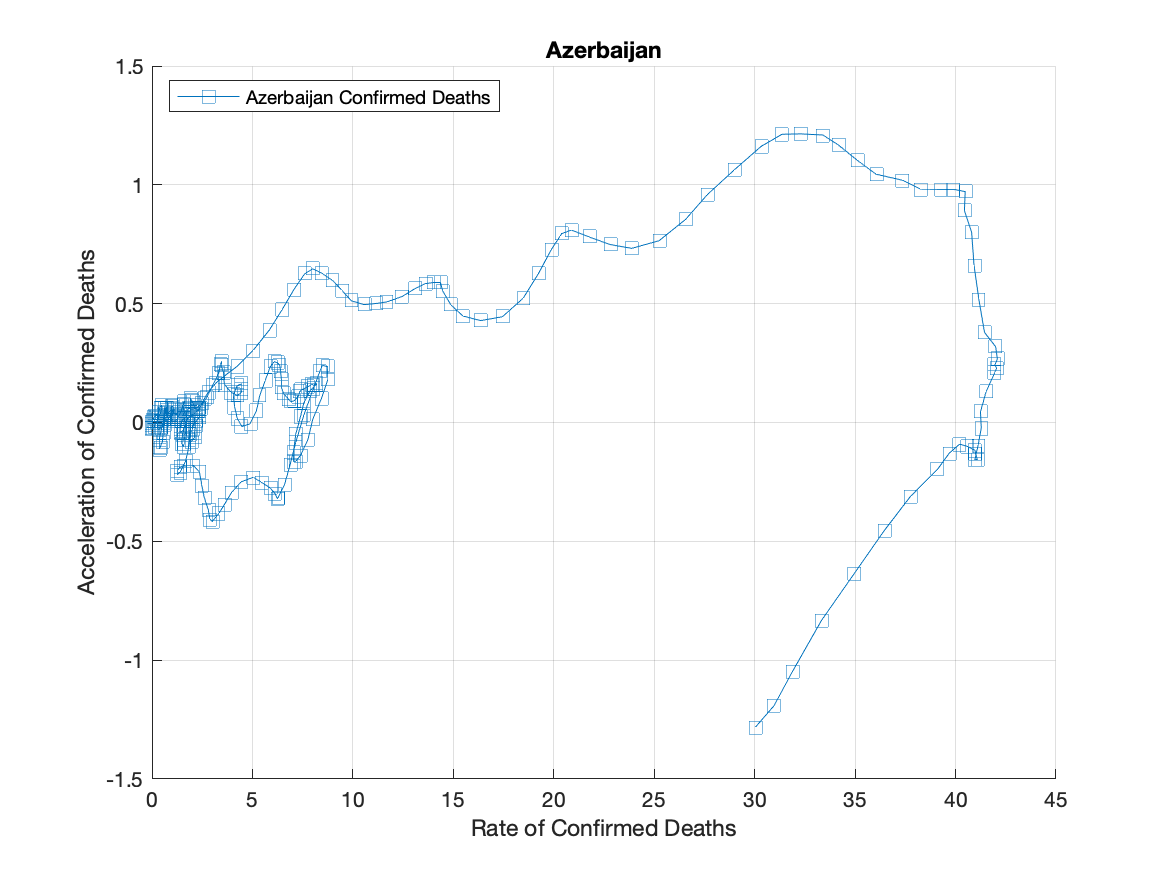 Azerbaijan
Azerbaijan Confirmed Deaths
1.5
1
0.5
0
-0.5
-1
-1.5
Acceleration of Confirmed Deaths
0 5 10 15 20 25 30 35 40 45
Rate of Confirmed Deaths